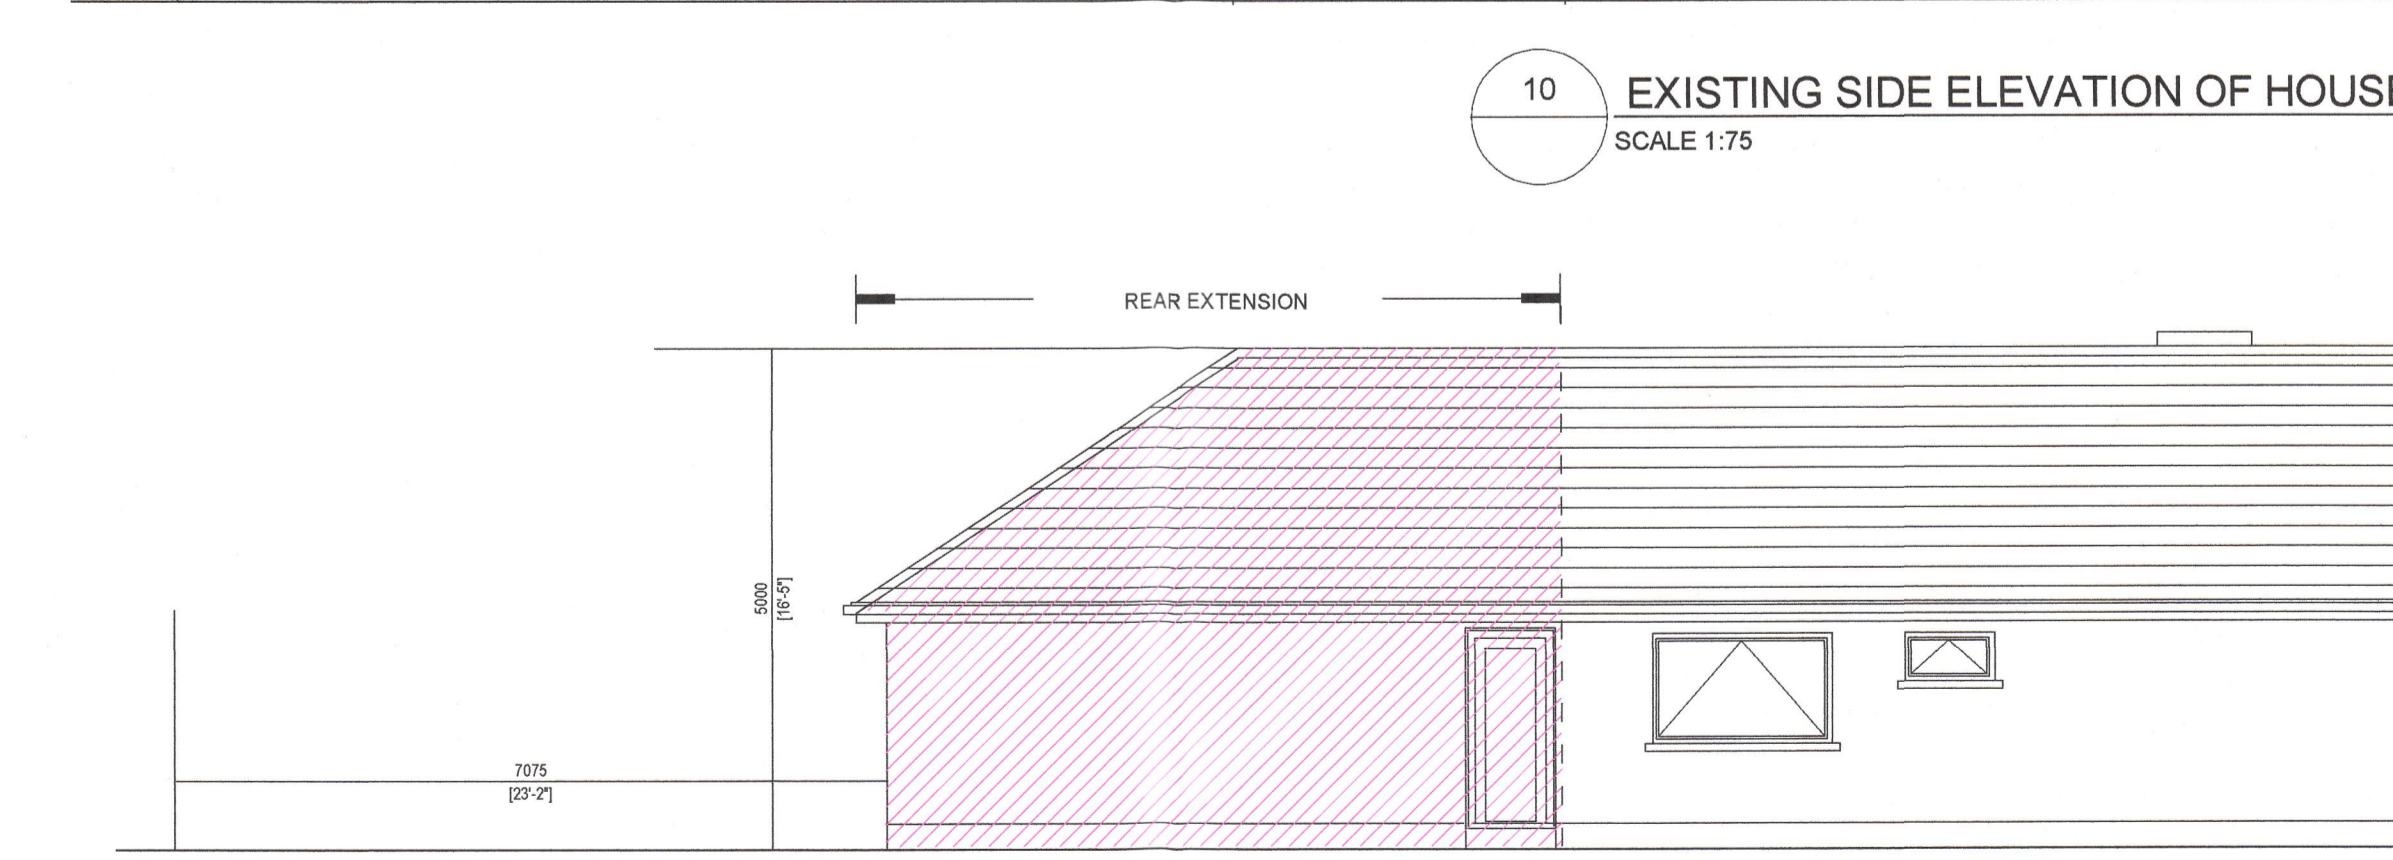 10
EXISTING SIDE ELEVATION OF HOUS
SCALE 1:75
REAR EXTENSION
5000
[16'-5"]
7075
[23'-2"]